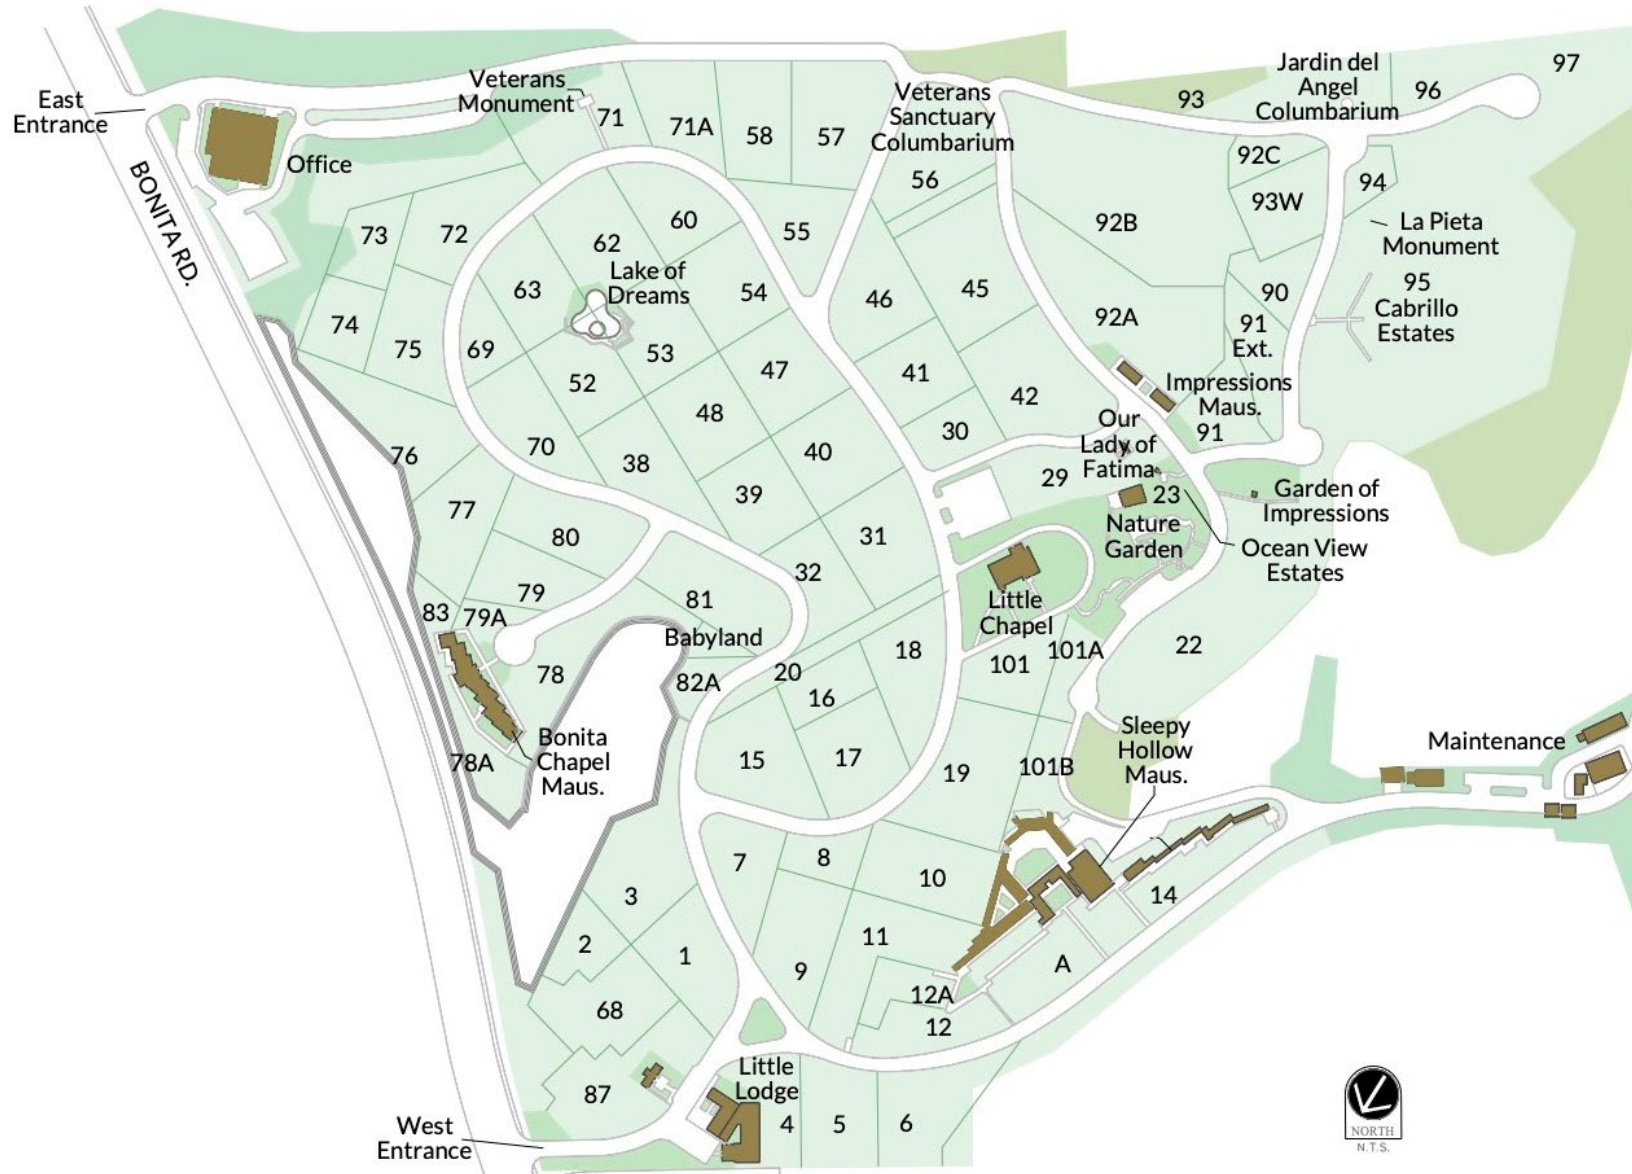 East
Entrance
Office
BONITA RD.
Veterans
Monument
71
71A
58
57
Veterans
Sanctuary
Columbarium
56
93
Jardin del
Angel
Columbarium
96
97
92C
93W
94
La Pieta
Monument
95
Cabrillo
Estates
92B
92A
90
91
Ext.
Impressions
Maus.
91
73
72
74
75
69
63
62
60
55
Lake of
Dreams
54
53
52
47
48
46
45
41
42
30
40
70
38
39
31
32
76
77
80
79
79A
83
81
Babyland
78
82A
78A
Bonita
Chapel
Maus.
29
Our
Lady of
Fatima
23
Nature
Garden
Garden of
Impressions
Ocean View
Estates
Little
Chapel
101
101A
22
18
20
16
15
17
19
101B
Sleepy
Hollow
Maus.
Maintenance
14
A
7
8
10
11
9
12A
12
3
2
1
68
87
Little
Lodge
4
5
6
West
Entrance
NORTH
N.T.S.